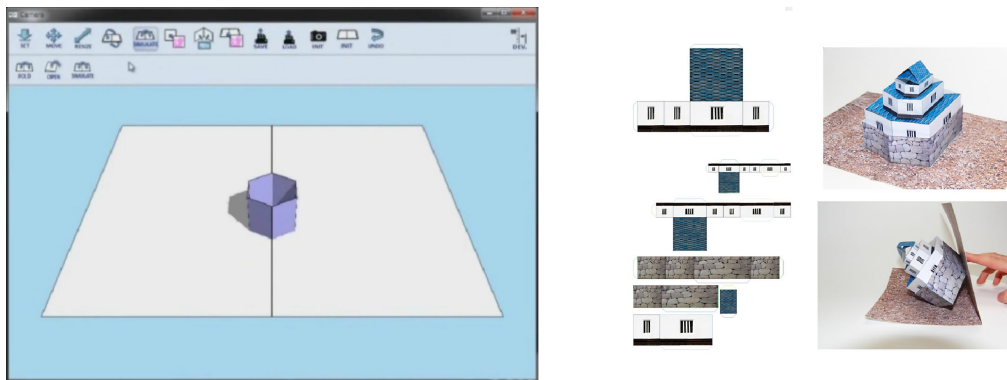 Camera
SET MOVE RESIZE SIMULATE SAVE LOAD INIT INIT UNDO DEV.
FOLD OPEN SIMULATE